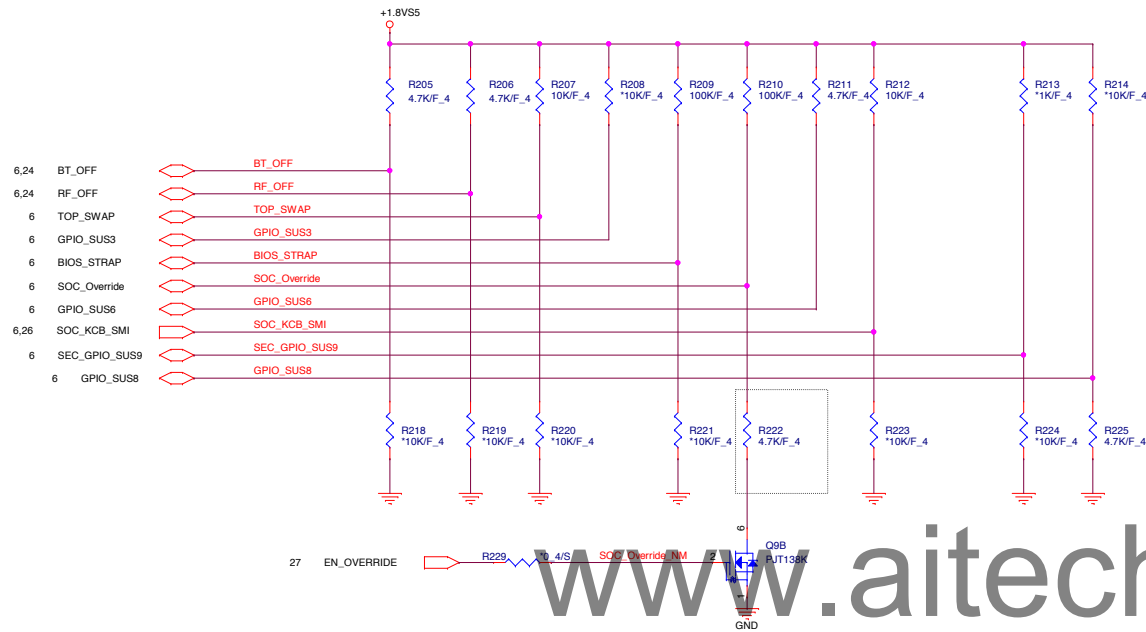 +1.8VS5
R205
4.7K/F_4
R206
4.7K/F_4
R207
10K/F_4
R208
*10K/F_4
R209
100K/F_4
R210
100K/F_4
R211
4.7K/F_4
R212
10K/F_4
R213
*1K/F_4
R214
*10K/F_4
6,24 BT_OFF BT_OFF
6,24 RF_OFF RF_OFF
6 TOP_SWAP TOP_SWAP
6 GPIO_SUS3 GPIO_SUS3
6 BIOS_STRAP BIOS_STRAP
6 SOC_Override SOC_Override
6 GPIO_SUS6 GPIO_SUS6
6,26 SOC_KCB_SMI SOC_KCB_SMI
6 SEC_GPIO_SUS9 SEC_GPIO_SUS9
6 GPIO_SUS8 GPIO_SUS8
R218
*10K/F_4
R219
*10K/F_4
R220
*10K/F_4
R221
*10K/F_4
R222
4.7K/F_4
R223
*10K/F_4
R224
*10K/F_4
R225
4.7K/F_4
27 EN_OVERRIDE R229 *0_4/S SOC_Override_NM 2
6
Q9B
PJT138K
1
GND
www.aitech